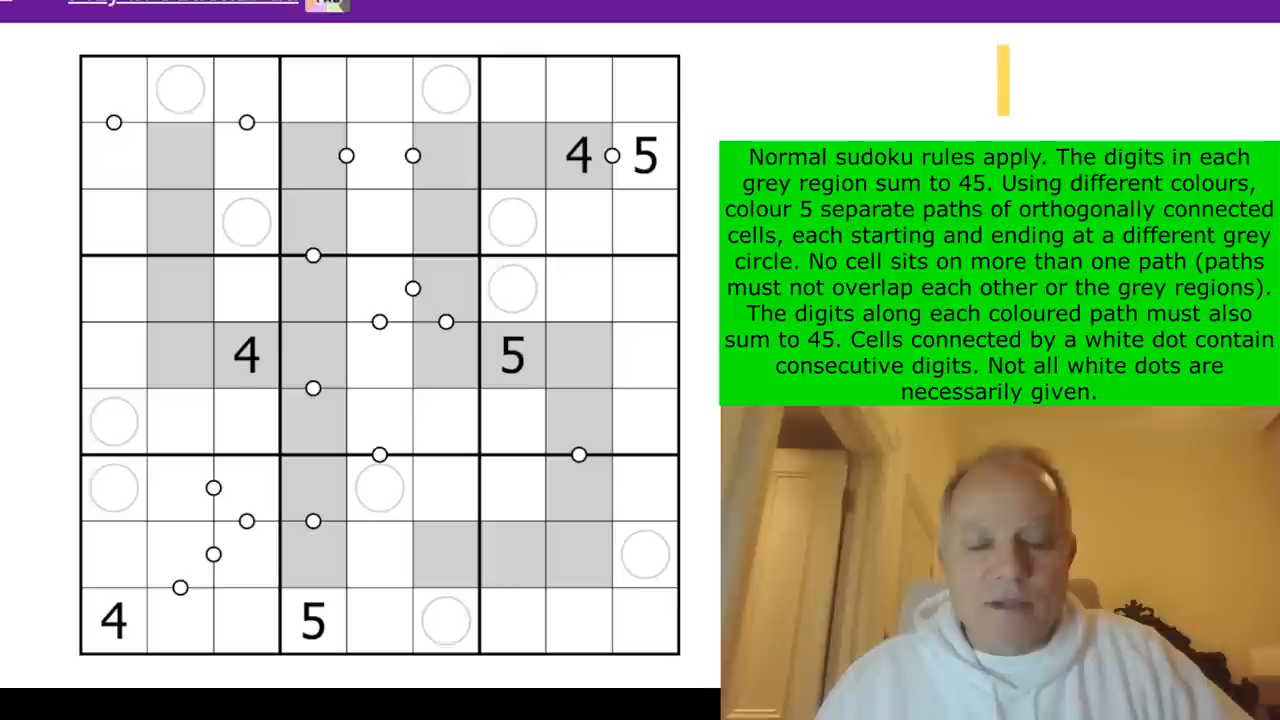 4 5
4 5
4 5
Normal sudoku rules apply. The digits in each
grey region sum to 45. Using different colours,
colour 5 separate paths of orthogonally connected
cells, each starting and ending at a different grey
circle. No cell sits on more than one path (paths
must not overlap each other or the grey regions).
The digits along each coloured path must also
sum to 45. Cells connected by a white dot contain
consecutive digits. Not all white dots are
necessarily given.